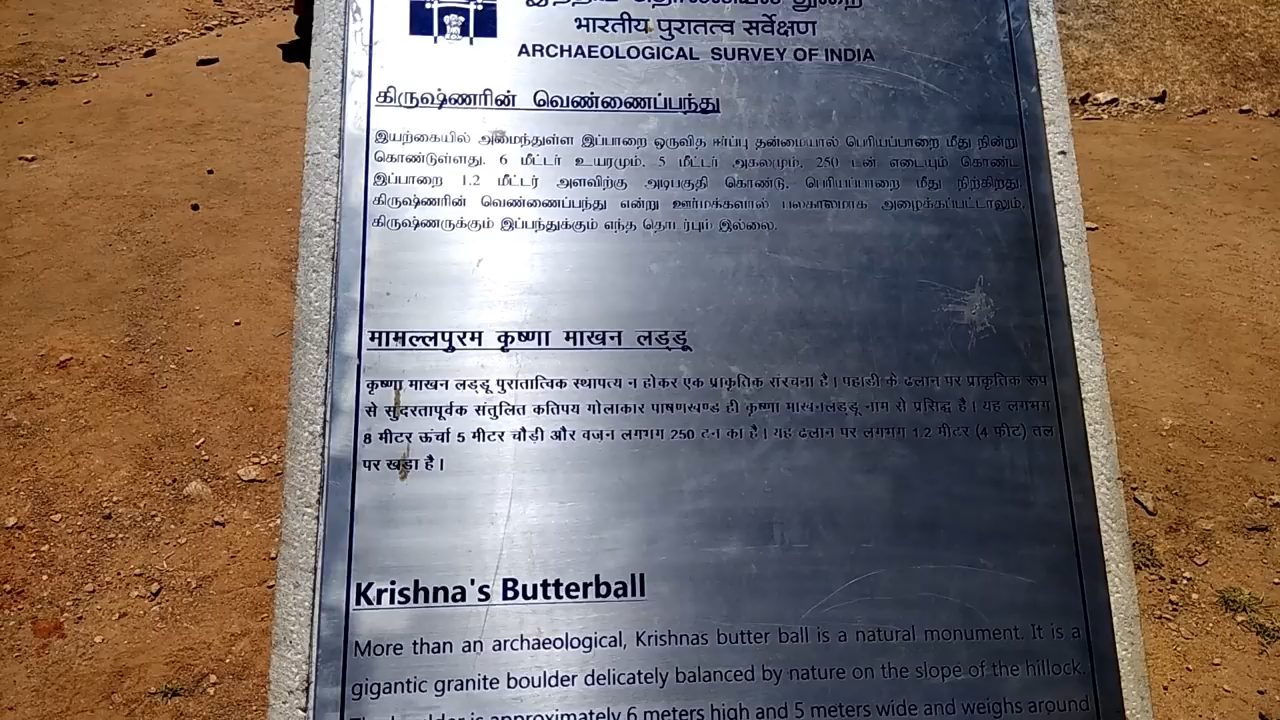 இந்திய தொல்லியல் துறை
भारतीय पुरातत्व सर्वेक्षण
ARCHAEOLOGICAL SURVEY OF INDIA
கிருஷ்ணரின் வெண்ணைப்பந்து
இயற்கையில் அமைந்துள்ள இப்பாறை ஒருவித ஈர்ப்பு தன்மையால் பெரியப்பாறை மீது நின்று
கொண்டுள்ளது. 6 மீட்டர் உயரமும், 5 மீட்டர் அகலமும், 250 டன் எடையும் கொண்ட
இப்பாறை 1.2 மீட்டர் அளவிற்கு அடிபகுதி கொண்டு, பெரியப்பாறை மீது நிற்கிறது.
கிருஷ்ணரின் வெண்ணைப்பந்து என்று ஊர்மக்களால் பலகாலமாக அழைக்கப்பட்டாலும்,
கிருஷ்ணருக்கும் இப்பந்துக்கும் எந்த தொடர்பும் இல்லை.
मामल्लपुरम कृष्णा माखन लड्डू
कृष्णा माखन लड्डू पुरातात्विक स्थापत्य न होकर एक प्राकृतिक संरचना है। पहाडी के ढलान पर प्राकृतिक रूप
से सुंदरतापूर्वक संतुलित कतिपय गोलाकार पाषणखण्ड ही कृष्णा माखनलड्डू नाम से प्रसिद्ध है। यह लगभग
8 मीटर ऊंचा 5 मीटर चौड़ी और वजन लगभग 250 टन का है। यह ढलान पर लगभग 1.2 मीटर (4 फीट) तल
पर खड़ा है।
Krishna's Butterball
More than an archaeological, Krishnas butter ball is a natural monument. It is a
gigantic granite boulder delicately balanced by nature on the slope of the hillock.
The boulder is approximately 6 meters high and 5 meters wide and weighs around